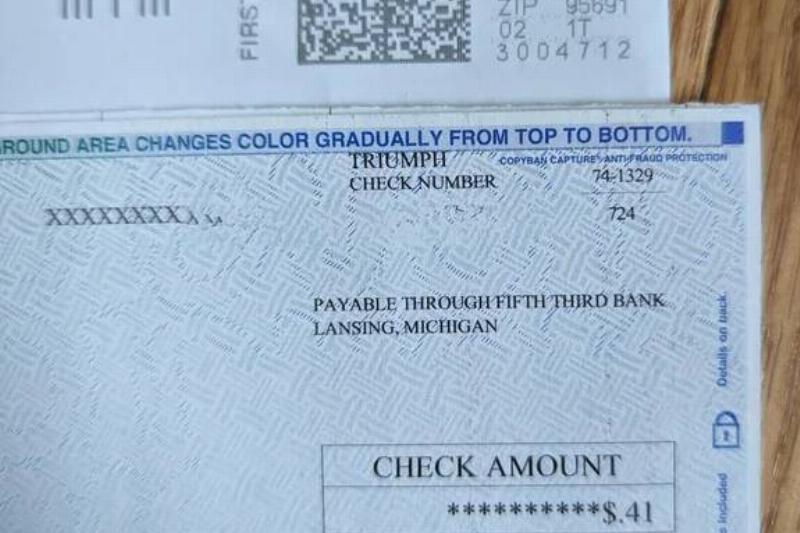 FIRS
ZIP 95691
02 1T
3004712
ROUND AREA CHANGES COLOR GRADUALLY FROM TOP TO BOTTOM.
TRIUMPH
COPYBAN CAPTURE® ANTI-FRAUD PROTECTION
CHECK NUMBER
74-1329
724
XXXXXXXX
PAYABLE THROUGH FIFTH THIRD BANK
LANSING, MICHIGAN
Details on back.
CHECK AMOUNT
**********$.41
s Included